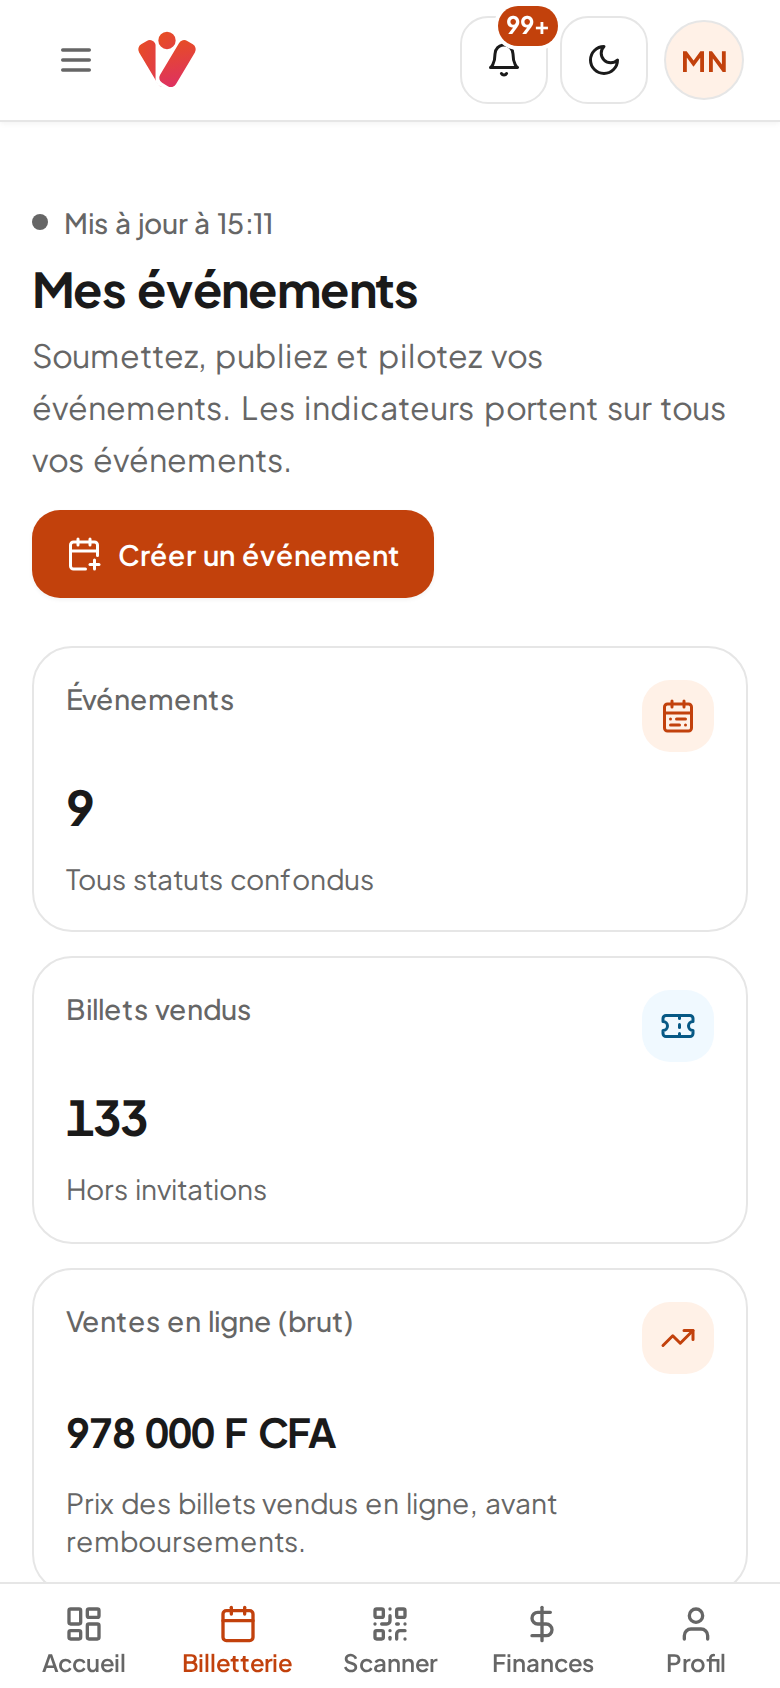 99+
MN
Mis à jour à 15:11
Mes événements
Soumettez, publiez et pilotez vos
événements. Les indicateurs portent sur tous
vos événements.
Créer un événement
Événements
9
Tous statuts confondus
Billets vendus
133
Hors invitations
Ventes en ligne (brut)
978 000 F CFA
Prix des billets vendus en ligne, avant
remboursements.
Accueil
Billetterie
Scanner
Finances
Profil